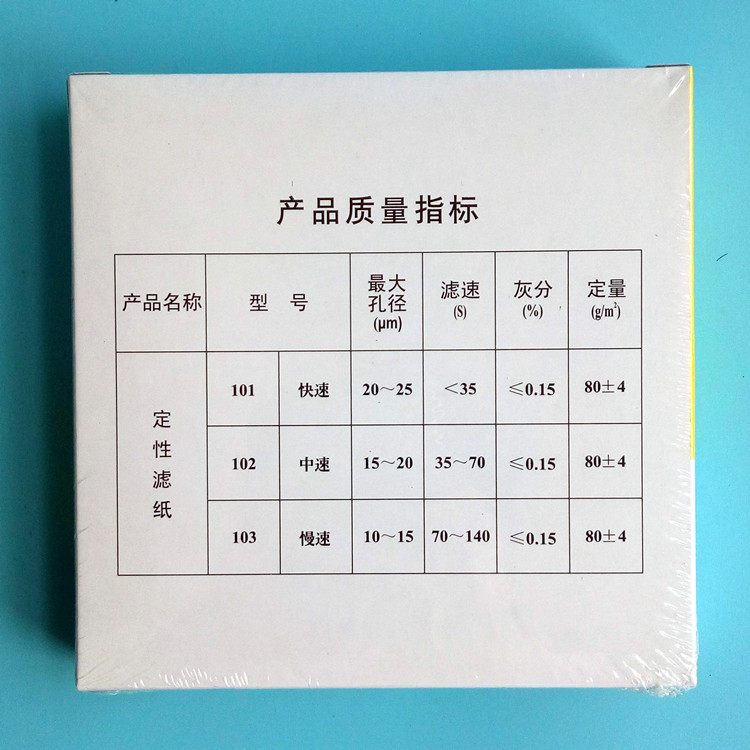 产品质量指标
产品名称 型 号 最大孔径(μm) 滤速(S) 灰分(%) 定量(g/m²)
定性滤纸 101 快速 20～25 ＜35 ≤0.15 80±4
102 中速 15～20 35～70 ≤0.15 80±4
103 慢速 10～15 70～140 ≤0.15 80±4